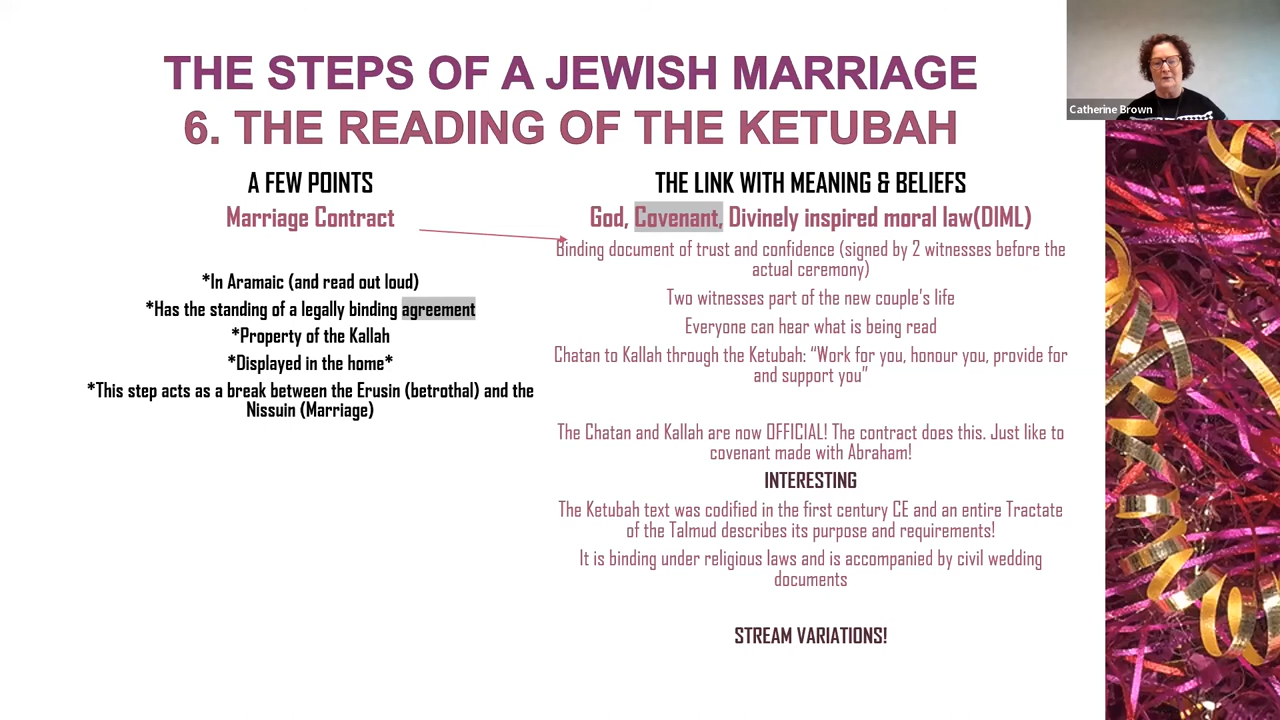 THE STEPS OF A JEWISH MARRIAGE
6. THE READING OF THE KETUBAH
Catherine Brown
A FEW POINTS
Marriage Contract
*In Aramaic (and read out loud)
*Has the standing of a legally binding agreement
*Property of the Kallah
*Displayed in the home*
*This step acts as a break between the Erusin (betrothal) and the
Nissuin (Marriage)
THE LINK WITH MEANING & BELIEFS
God, Covenant, Divinely inspired moral law(DIML)
Binding document of trust and confidence (signed by 2 witnesses before the
actual ceremony)
Two witnesses part of the new couple's life
Everyone can hear what is being read
Chatan to Kallah through the Ketubah: “Work for you, honour you, provide for
and support you”
The Chatan and Kallah are now OFFICIAL! The contract does this. Just like to
covenant made with Abraham!
INTERESTING
The Ketubah text was codified in the first century CE and an entire Tractate
of the Talmud describes its purpose and requirements!
It is binding under religious laws and is accompanied by civil wedding
documents
STREAM VARIATIONS!